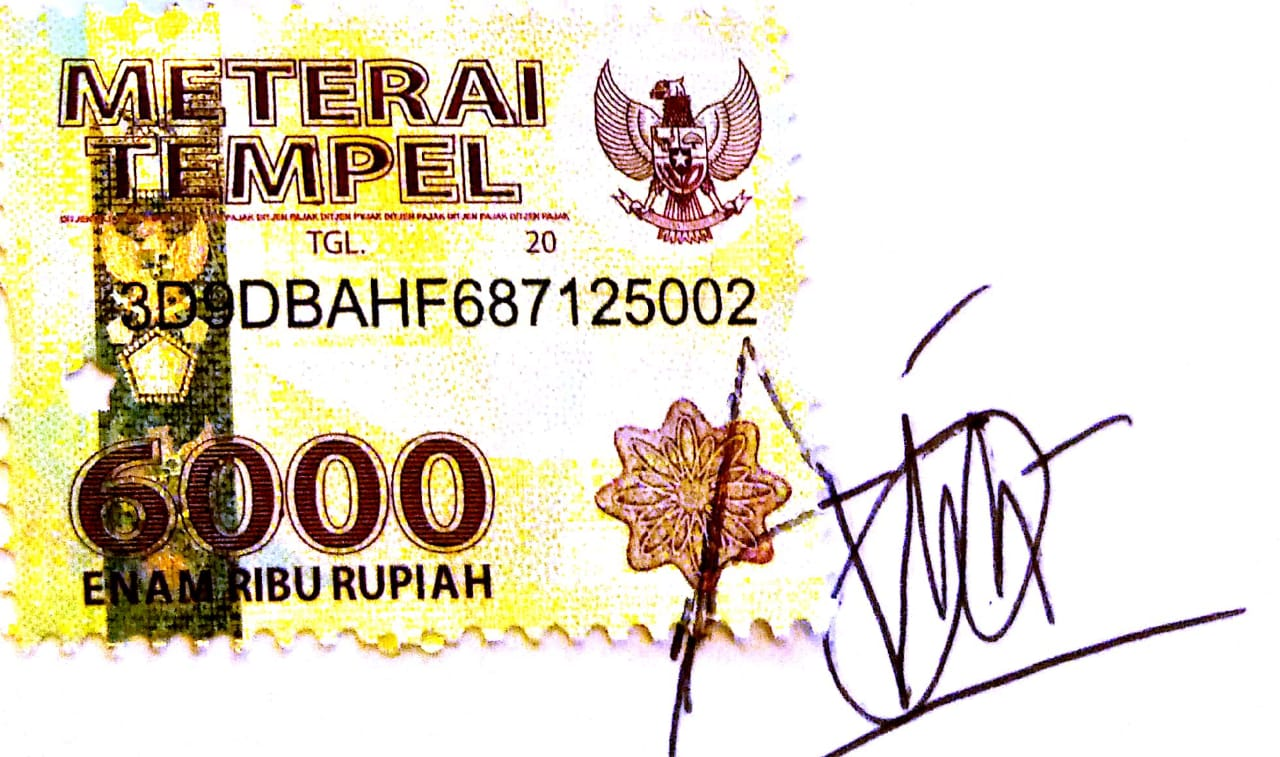 METERAI
TEMPEL
TGL. 20
3D9DBAHF687125002
6000
ENAM RIBU RUPIAH